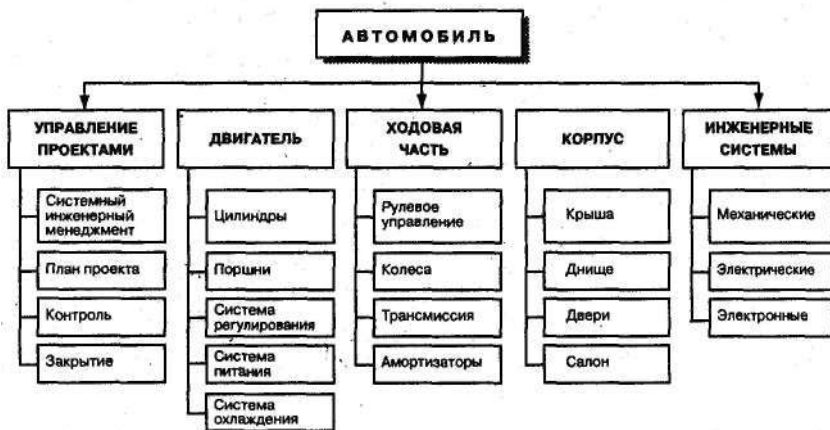 АВТОМОБИЛЬ
УПРАВЛЕНИЕ
ПРОЕКТАМИ
Системный
инженерный
менеджмент
План проекта
Контроль
Закрытие
ДВИГАТЕЛЬ
Цилиндры
Поршни
Система
регулирования
Система
питания
Система
охлаждения
ХОДОВАЯ
ЧАСТЬ
Рулевое
управление
Колеса
Трансмиссия
Амортизаторы
КОРПУС
Крыша
Днище
Двери
Салон
ИНЖЕНЕРНЫЕ
СИСТЕМЫ
Механические
Электрические
Электронные